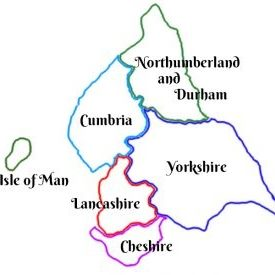 Northumberland
and
Durham
Cumbria
Yorkshire
Isle of Man
Lancashire
Cheshire